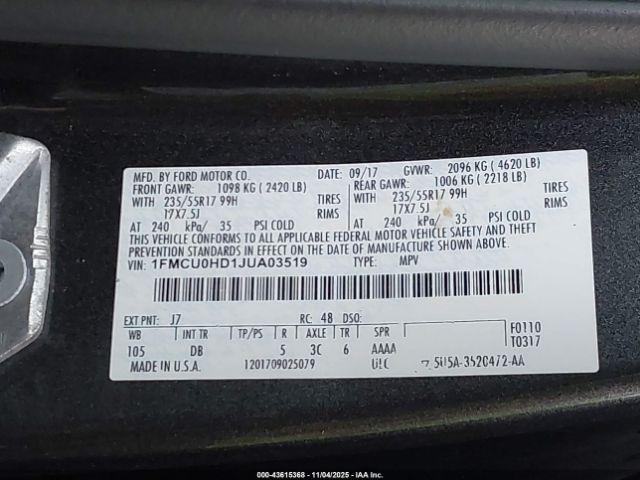 MFD. BY FORD MOTOR CO. DATE: 09/17 GVWR: 2096 KG ( 4620 LB)
FRONT GAWR: 1098 KG ( 2420 LB) REAR GAWR: 1006 KG ( 2218 LB)
WITH 235/55R17 99H TIRES WITH 235/55R17 99H TIRES
17X7.5J RIMS 17X7.5J RIMS
AT 240 kPa/ 35 PSI COLD AT 240 kPa/ 35 PSI COLD
THIS VEHICLE CONFORMS TO ALL APPLICABLE FEDERAL MOTOR VEHICLE SAFETY AND THEFT
PREVENTION STANDARDS IN EFFECT ON THE DATE OF MANUFACTURE SHOWN ABOVE.
VIN: 1FMCU0HD1JUA03519 TYPE: MPV
EXT PNT: J7 RC: 48 DSO: F0110
WB INT TR TP/PS R AXLE TR SPR T0317
105 DB 5 3C 6 AAAA
MADE IN U.S.A. 1201709025079 5U5A-3520472-AA
000-43615368 - 11/04/2025 - IAA Inc.